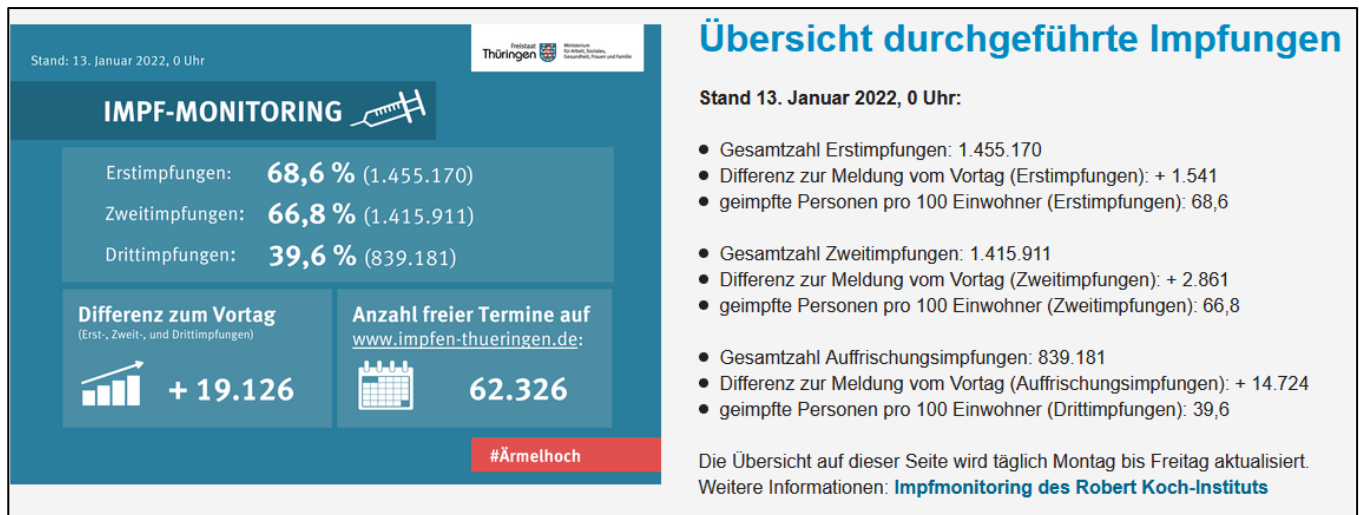 Stand: 13. Januar 2022, 0 Uhr
Freistaat
Thüringen
Ministerium
für Arbeit, Soziales,
Gesundheit, Frauen und Familie
IMPF-MONITORING
Erstimpfungen: 68,6 % (1.455.170)
Zweitimpfungen: 66,8 % (1.415.911)
Drittimpfungen: 39,6 % (839.181)
Differenz zum Vortag
(Erst-, Zweit-, und Drittimpfungen)
+ 19.126
Anzahl freier Termine auf
www.impfen-thueringen.de:
62.326
#Ärmelhoch
Übersicht durchgeführte Impfungen
Stand 13. Januar 2022, 0 Uhr:
● Gesamtzahl Erstimpfungen: 1.455.170
● Differenz zur Meldung vom Vortag (Erstimpfungen): + 1.541
● geimpfte Personen pro 100 Einwohner (Erstimpfungen): 68,6
● Gesamtzahl Zweitimpfungen: 1.415.911
● Differenz zur Meldung vom Vortag (Zweitimpfungen): + 2.861
● geimpfte Personen pro 100 Einwohner (Zweitimpfungen): 66,8
● Gesamtzahl Auffrischungsimpfungen: 839.181
● Differenz zur Meldung vom Vortag (Auffrischungsimpfungen): + 14.724
● geimpfte Personen pro 100 Einwohner (Drittimpfungen): 39,6
Die Übersicht auf dieser Seite wird täglich Montag bis Freitag aktualisiert.
Weitere Informationen: Impfmonitoring des Robert Koch-Instituts